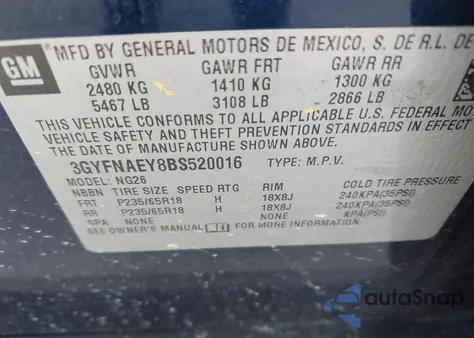 GM
MFD BY GENERAL MOTORS DE MEXICO, S. DE R.L. DE
GVWR GAWR FRT GAWR RR
2480 KG 1410 KG 1300 KG
5467 LB 3108 LB 2866 LB
THIS VEHICLE CONFORMS TO ALL APPLICABLE U.S. FEDERAL MOTOR
VEHICLE SAFETY AND THEFT PREVENTION STANDARDS IN EFFECT
ON THE DATE OF MANUFACTURE SHOWN ABOVE.
3GYFNAEY8BS520016 TYPE: M.P.V.
MODEL: NG26
NBBN TIRE SIZE SPEED RTG RIM COLD TIRE PRESSURE
FRT P235/65R18 H 18X8J 240KPA(35PSI)
RR P235/65R18 H 18X8J 240KPA(35PSI)
SPA NONE NONE KPA(PSI)
SEE OWNER'S MANUAL FOR MORE INFORMATION.
autoSnap